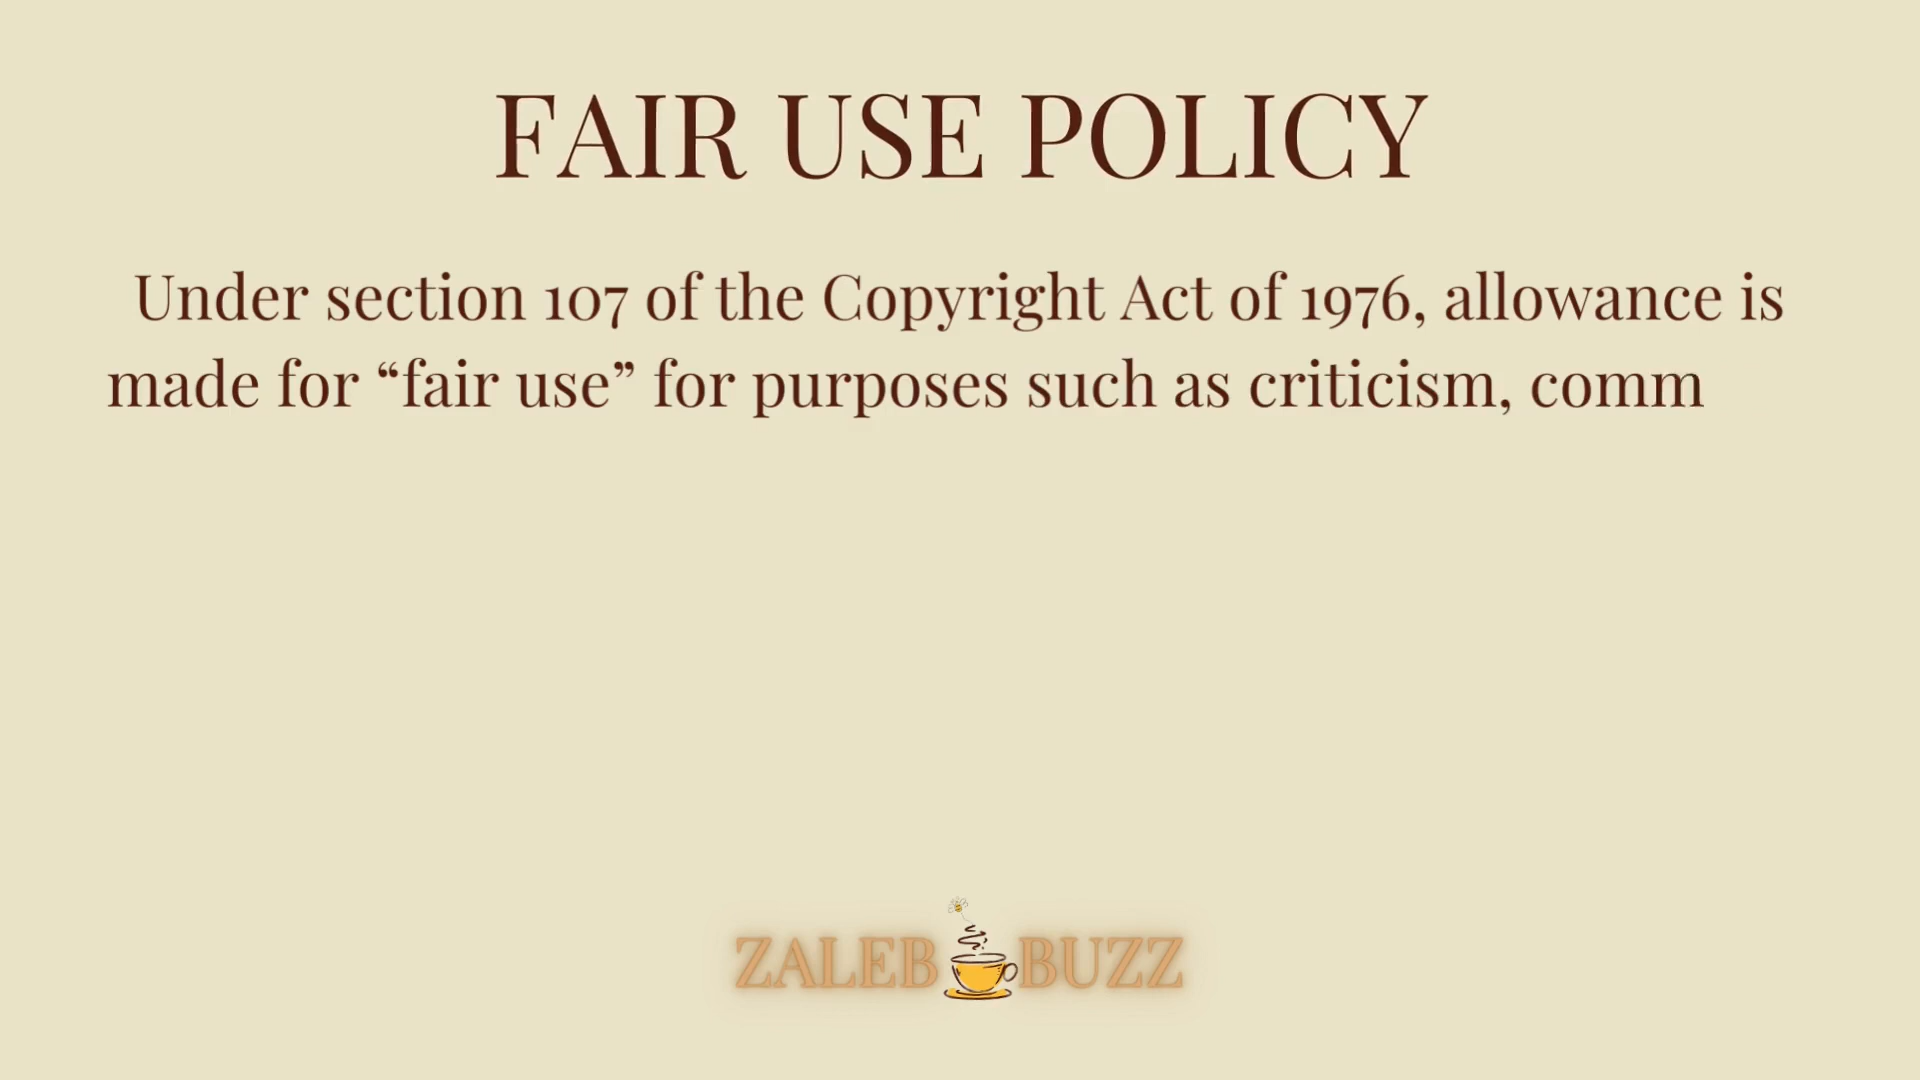 FAIR USE POLICY
Under section 107 of the Copyright Act of 1976, allowance is
made for “fair use” for purposes such as criticism, comm
ZALEB BUZZ